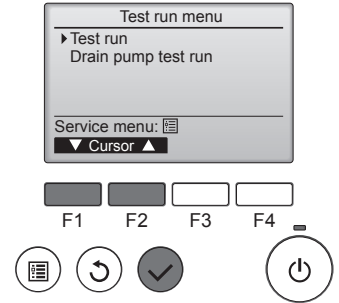 Test run menu
Test run
Drain pump test run
Service menu:
▼ Cursor ▲
F1 F2 F3 F4